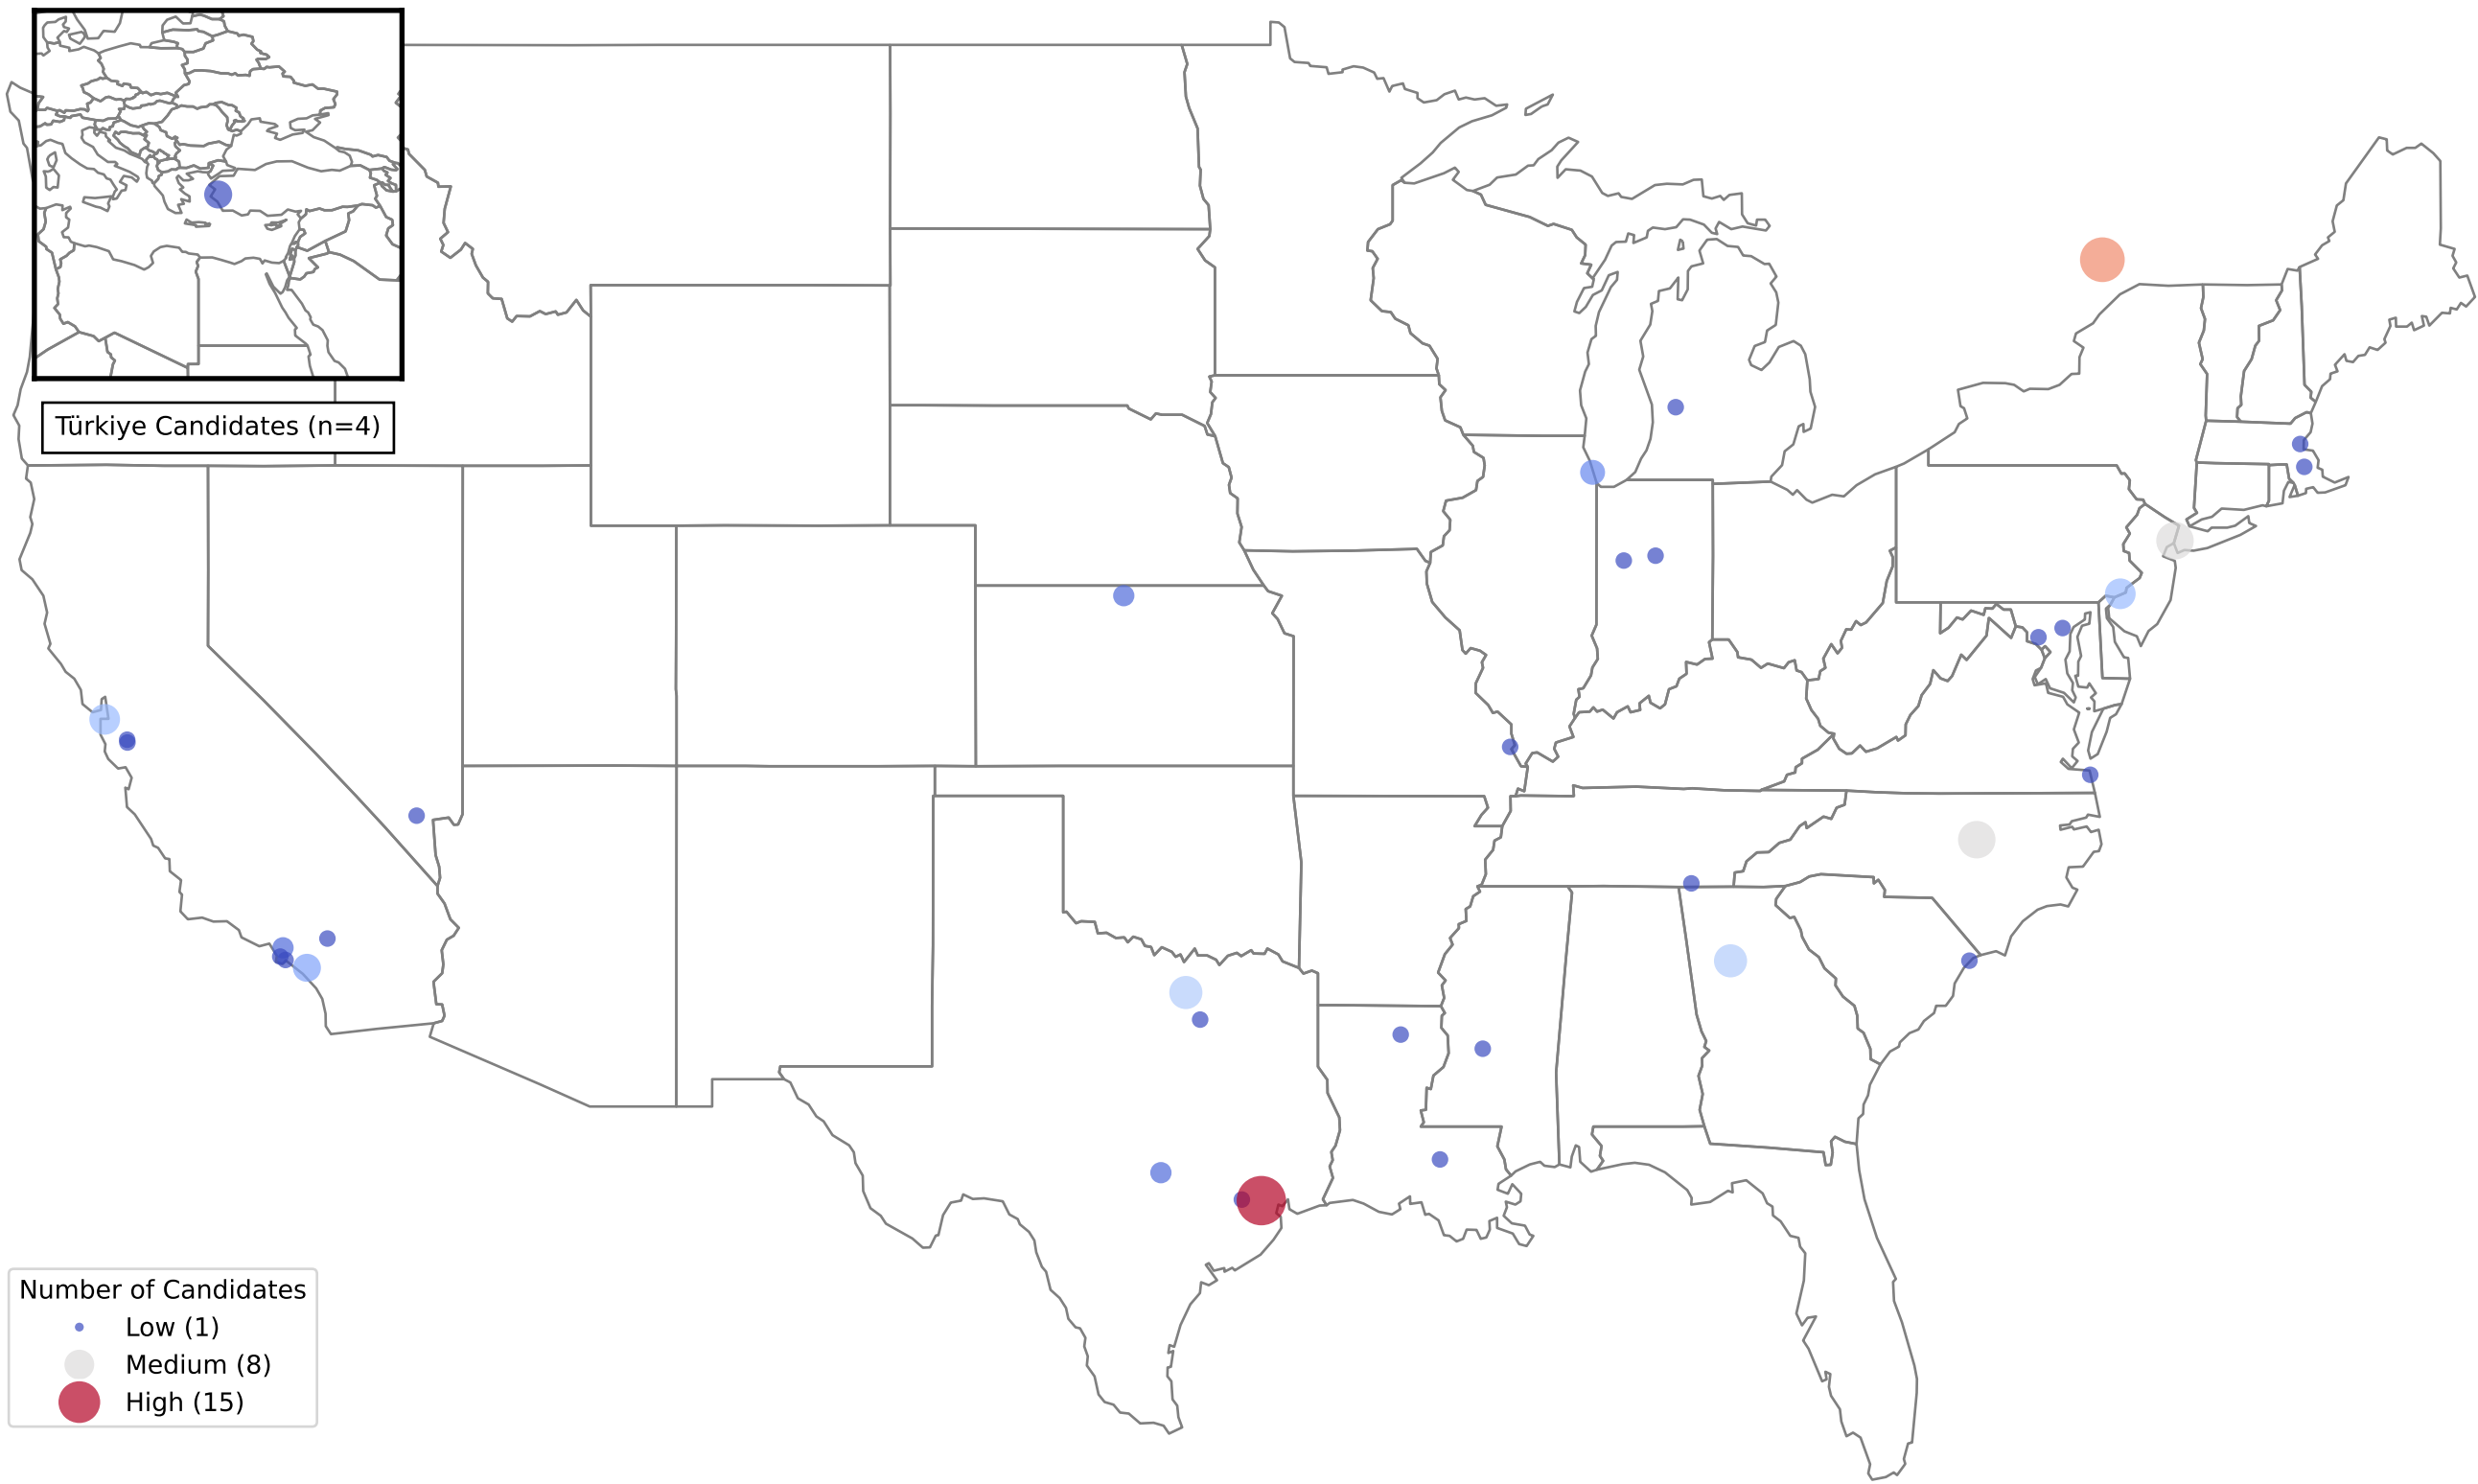 Türkiye Candidates (n=4)
Number of Candidates
Low (1)
Medium (8)
High (15)